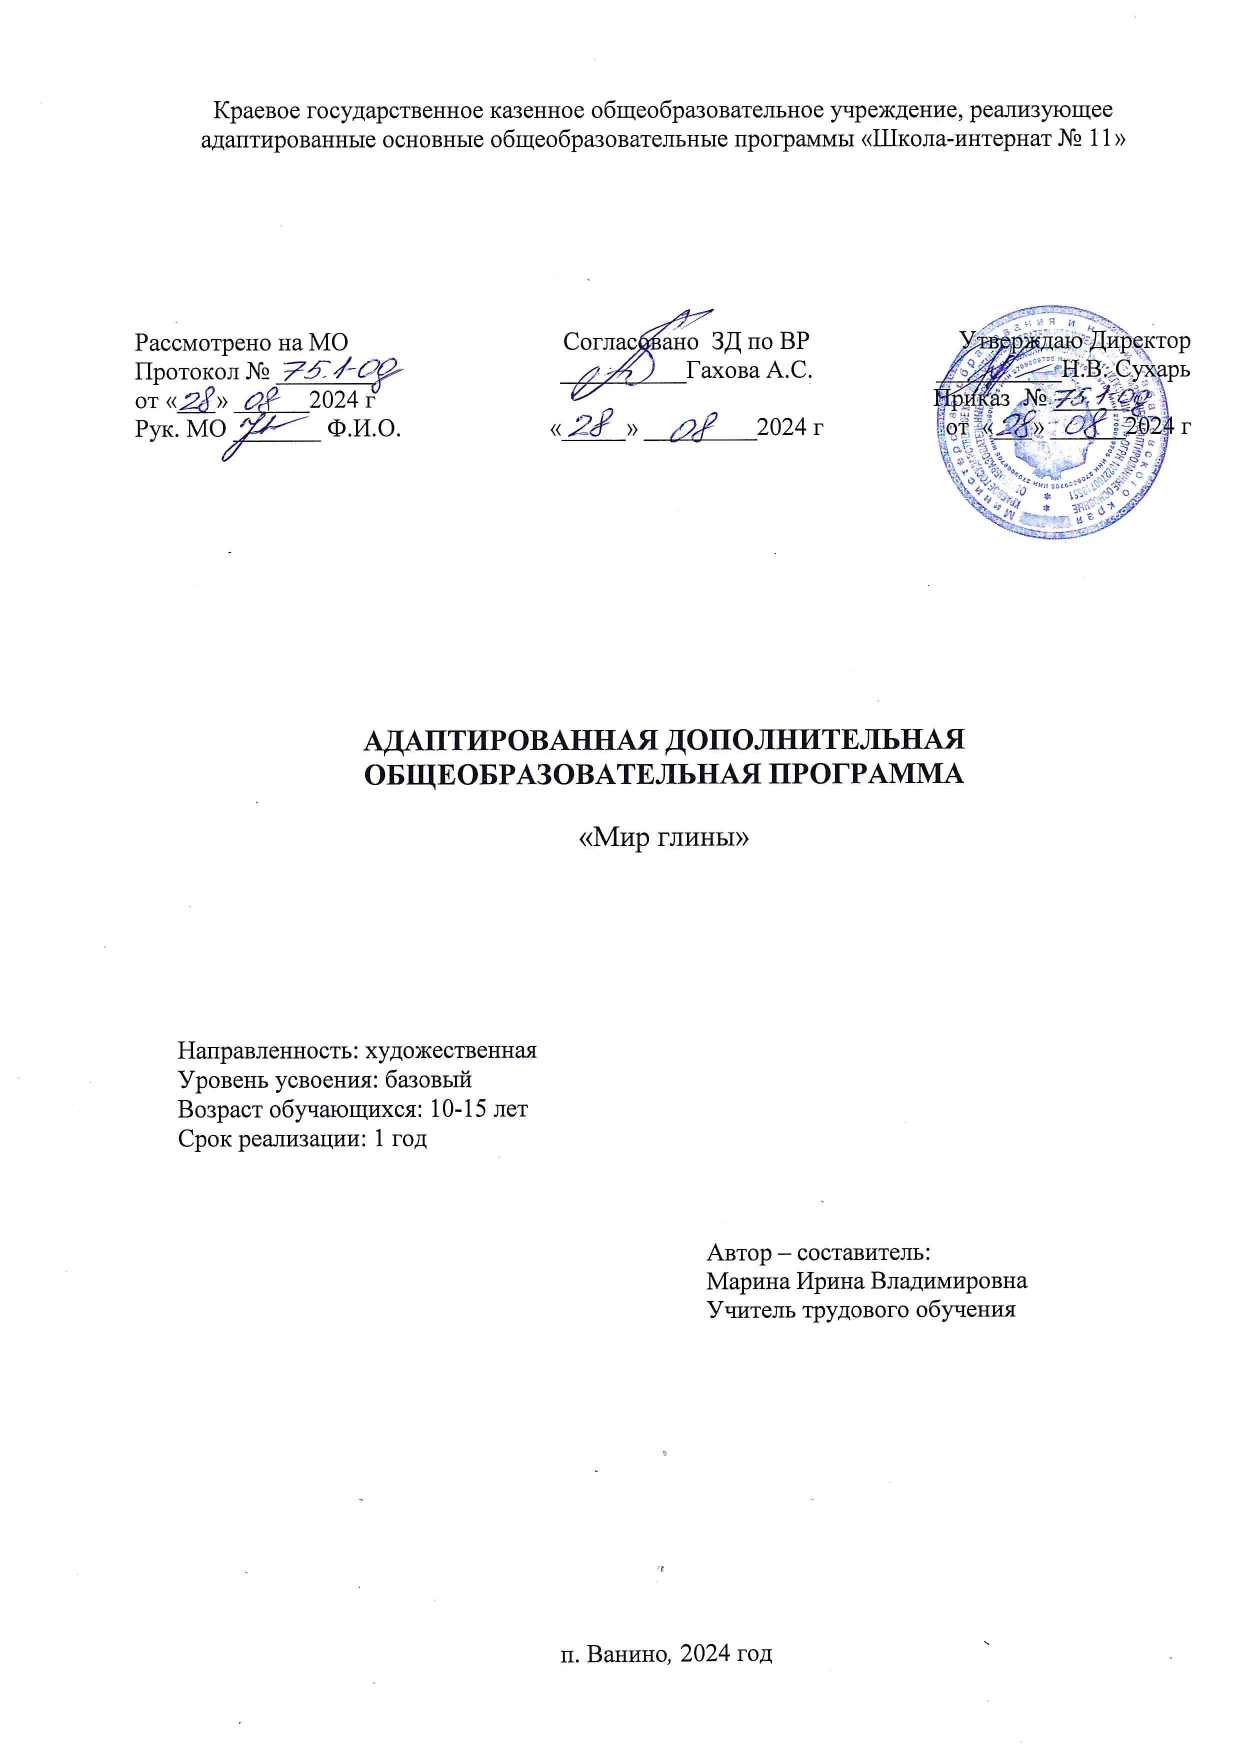 Краевое государственное казенное общеобразовательное учреждение, реализующее
адаптированные основные общеобразовательные программы «Школа-интернат № 11»
Рассмотрено на МО
Протокол № 75.1-09
от «28» 08 2024 г
Рук. МО Ф.И.О.
Согласовано ЗД по ВР
Гахова А.С.
«28» 08 2024 г
Утверждаю Директор
Н.В. Сухарь
Приказ № 75.1-09
от «28» 08 2024 г
АДАПТИРОВАННАЯ ДОПОЛНИТЕЛЬНАЯ
ОБЩЕОБРАЗОВАТЕЛЬНАЯ ПРОГРАММА
«Мир глины»
Направленность: художественная
Уровень усвоения: базовый
Возраст обучающихся: 10-15 лет
Срок реализации: 1 год
Автор – составитель:
Марина Ирина Владимировна
Учитель трудового обучения
п. Ванино, 2024 год